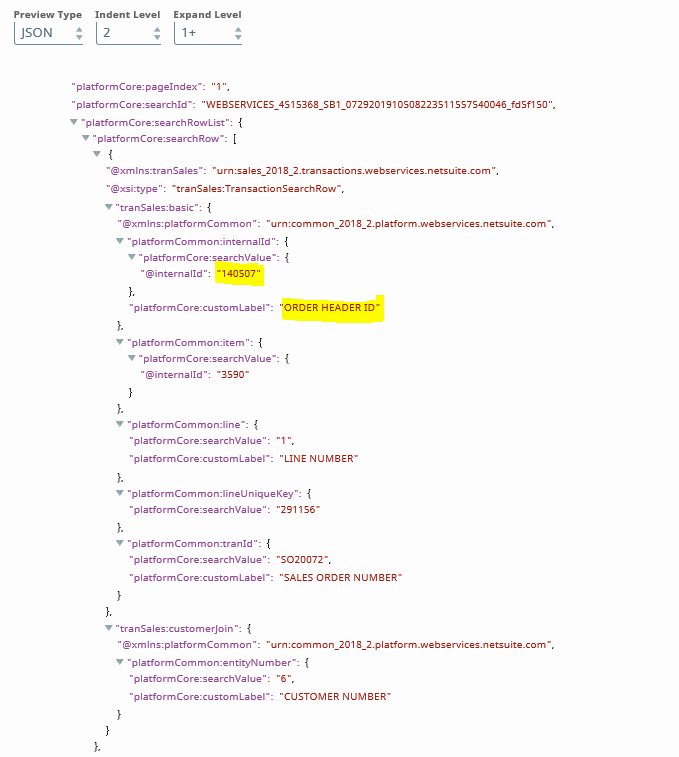 Preview Type Indent Level Expand Level
JSON 2 1+
"platformCore:pageIndex": "1",
"platformCore:searchId": "WEBSERVICES_4515368_SB1_072920191050822351155754​0046_fd5f150",
"platformCore:searchRowList": {
"platformCore:searchRow": [
{
"@xmlns:tranSales": "urn:sales_2018_2.transactions.webservices.netsuite.com",
"@xsi:type": "tranSales:TransactionSearchRow",
"tranSales:basic": {
"@xmlns:platformCommon": "urn:common_2018_2.platform.webservices.netsuite.com",
"platformCommon:internalId": {
"platformCore:searchValue": {
"@internalId": "140507"
},
"platformCore:customLabel": "ORDER HEADER ID"
},
"platformCommon:item": {
"platformCore:searchValue": {
"@internalId": "3590"
}
},
"platformCommon:line": {
"platformCore:searchValue": "1",
"platformCore:customLabel": "LINE NUMBER"
},
"platformCommon:lineUniqueKey": {
"platformCore:searchValue": "291156"
},
"platformCommon:tranId": {
"platformCore:searchValue": "SO20072",
"platformCore:customLabel": "SALES ORDER NUMBER"
}
},
"tranSales:customerJoin": {
"@xmlns:platformCommon": "urn:common_2018_2.platform.webservices.netsuite.com",
"platformCommon:entityNumber": {
"platformCore:searchValue": "6",
"platformCore:customLabel": "CUSTOMER NUMBER"
}
}
},